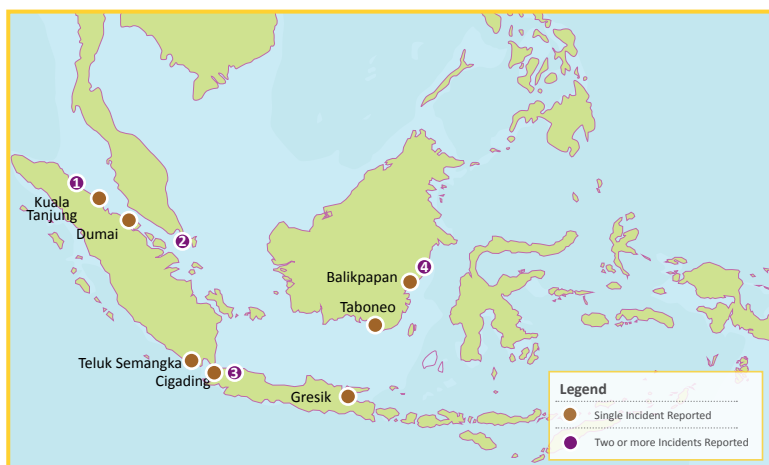 1
Kuala
Tanjung
Dumai
2
4
Balikpapan
Taboneo
Teluk Semangka
Cigading
3
Gresik
Legend
Single Incident Reported
Two or more Incidents Reported